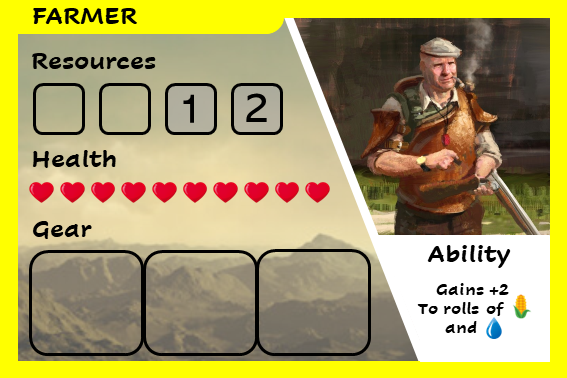 FARMER
Resources
1 2
Health
Gear
Ability
Gains +2
To rolls of 🌽
and 💧